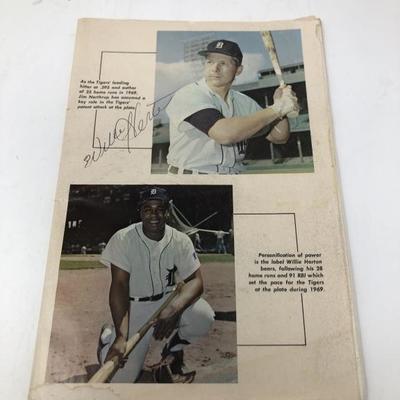 As the Tigers' leading
hitter at .295 and author
of 25 home runs in 1969,
Jim Northrup has assumed a
key role in the Tigers'
potent attack at the plate.
Willie Horton
Personification of power
is the label Willie Horton
bears, following his 28
home runs and 91 RBI which
set the pace for the Tigers
at the plate during 1969.